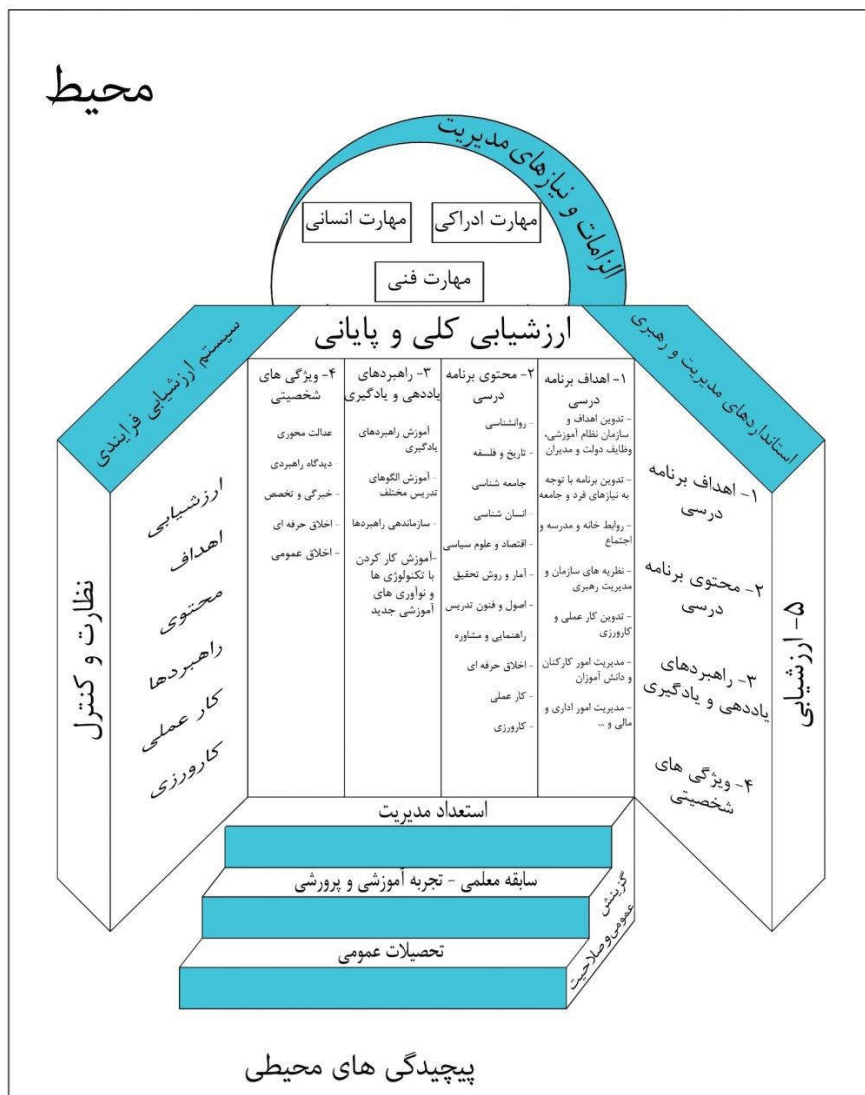 محیط
الزامات و نیازهای مدیریت
مهارت ادراکی
مهارت انسانی
مهارت فنی
استانداردهای مدیریت و رهبری
ارزشیابی کلی و پایانی
سیستم ارزشیابی فرایندی
۱- اهداف برنامه
درسی
- تدوین اهداف و
سازمان نظام آموزشی،
وظایف دولت و مدیران
- تدوین برنامه با توجه
به نیازهای فرد و جامعه
- روابط خانه و مدرسه و
اجتماع
- نظریه های سازمان و
مدیریت رهبری
- تدوین کار عملی و
کارورزی
- مدیریت امور کارکنان
و دانش آموزان
- مدیریت امور اداری و
مالی و ...
۲- محتوی برنامه
درسی
- روانشناسی
- تاریخ و فلسفه
- جامعه شناسی
- انسان شناسی
- اقتصاد و علوم سیاسی
- آمار و روش تحقیق
- اصول و فنون تدریس
- راهنمایی و مشاوره
- اخلاق حرفه ای
- کار عملی
- کارورزی
۳- راهبردهای
یاددهی و یادگیری
- آموزش راهبردهای
یادگیری
- آموزش الگوهای
تدریس مختلف
- سازماندهی راهبردها
-آموزش کار کردن
با تکنولوژی ها
و نوآوری های
آموزشی جدید
۴- ویژگی های
شخصیتی
- عدالت محوری
- دیدگاه راهبردی
- خبرگی و تخصص
- اخلاق حرفه ای
- اخلاق عمومی
۱- اهداف برنامه
درسی
۲- محتوی برنامه
درسی
۳- راهبردهای
یاددهی و یادگیری
۴- ویژگی های
شخصیتی
۵- ارزشیابی
ارزشیابی
اهداف
محتوی
راهبردها
کار عملی
کارورزی
نظارت و کنترل
استعداد مدیریت
سابقه معلمی - تجربه آموزشی و پرورشی
تحصیلات عمومی
گزینش
عمومی و صلاحیت
پیچیدگی های محیطی